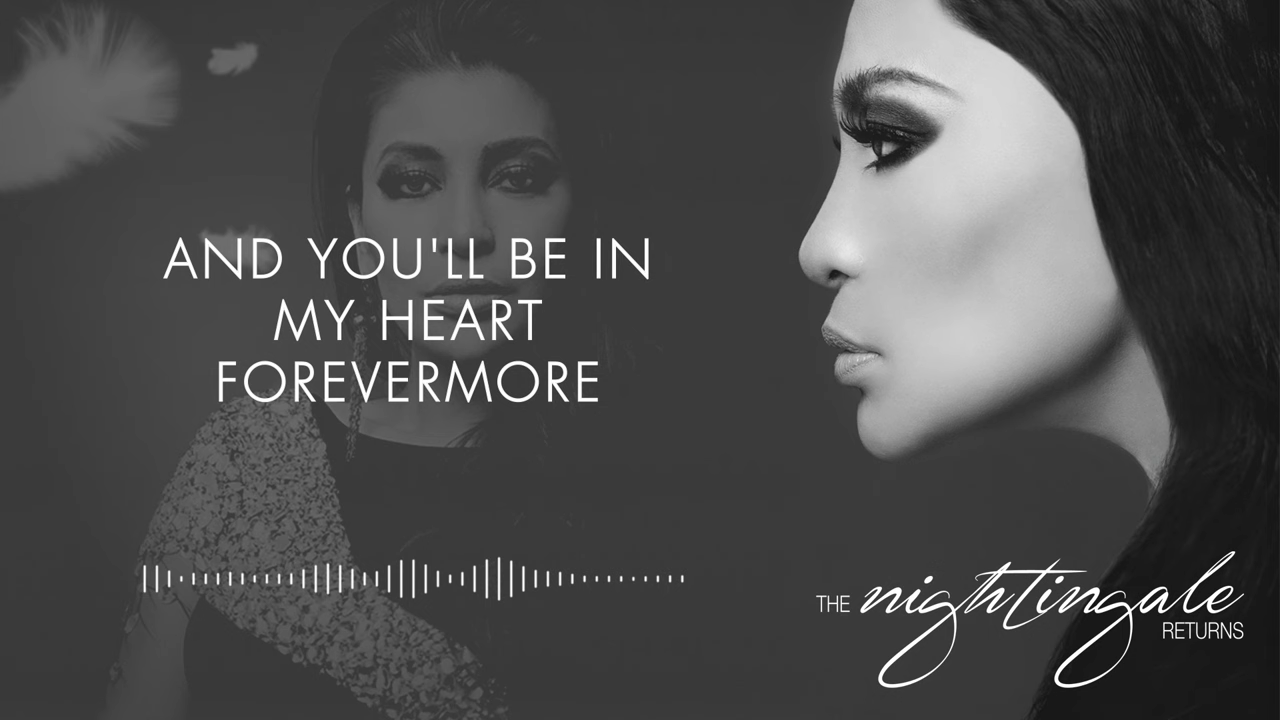 AND YOU'LL BE IN
MY HEART
FOREVERMORE
THE nightingale
RETURNS